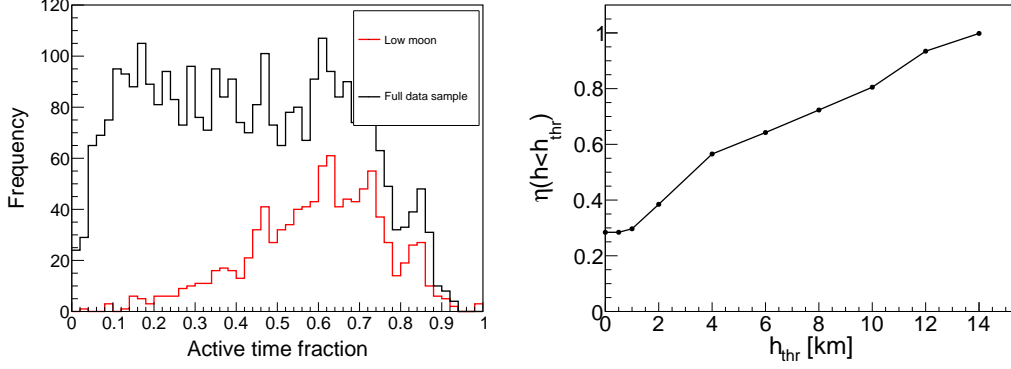 Low moon
Full data sample
Frequency
120
100
80
60
40
20
0
0 0.1 0.2 0.3 0.4 0.5 0.6 0.7 0.8 0.9 1
Active time fraction
η(h<h_thr)
1
0.8
0.6
0.4
0.2
0
0 2 4 6 8 10 12 14
h_thr [km]